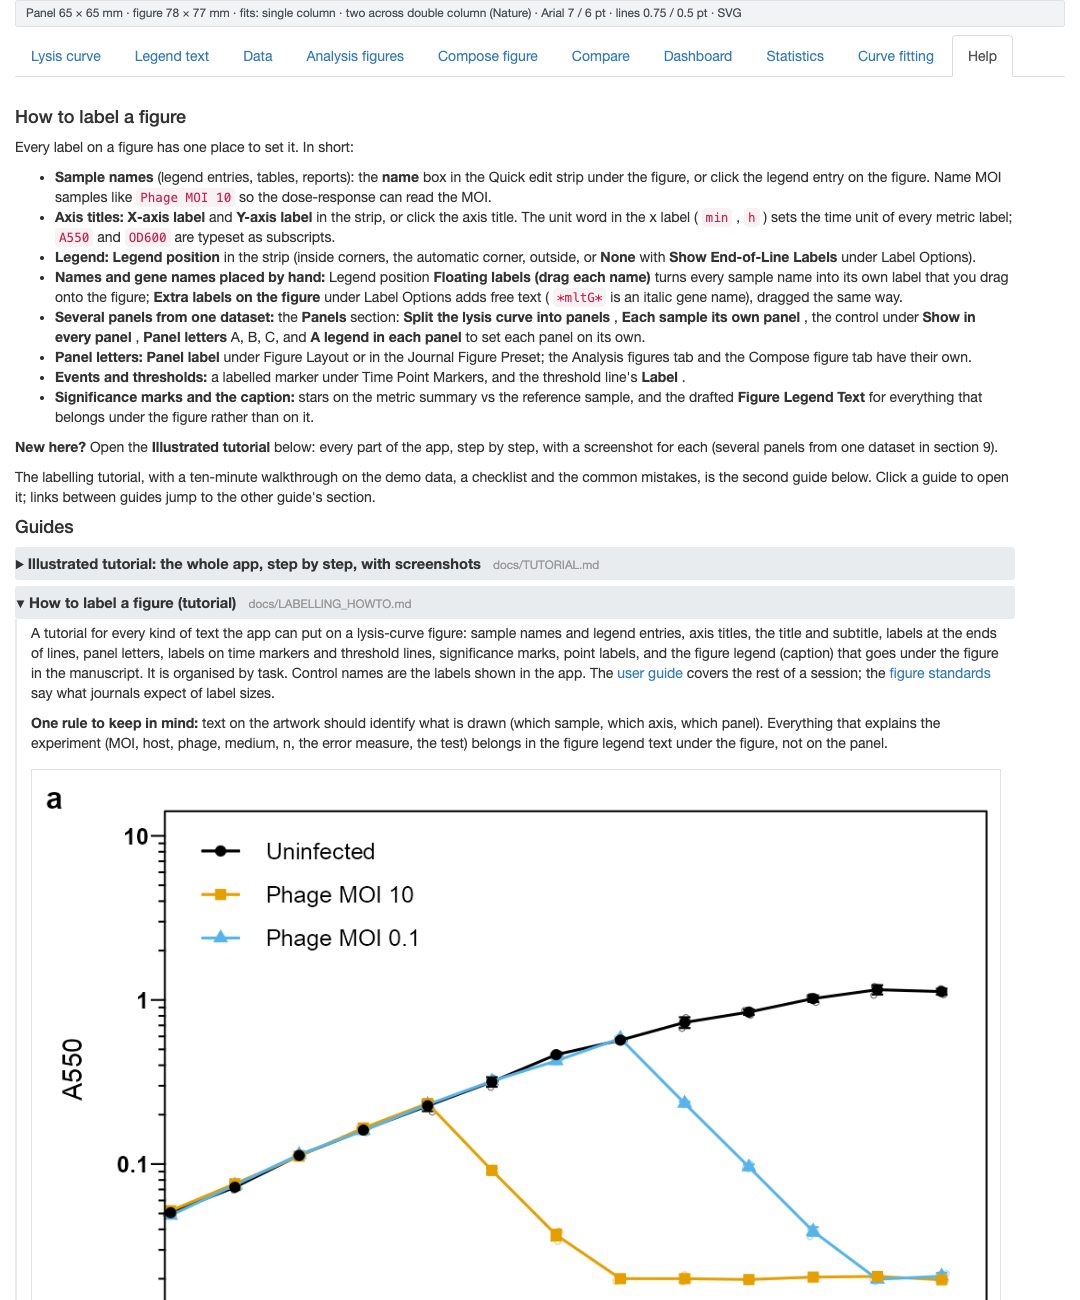 Panel 65 × 65 mm · figure 78 × 77 mm · fits: single column · two across double column (Nature) · Arial 7 / 6 pt · lines 0.75 / 0.5 pt · SVG
Lysis curve Legend text Data Analysis figures Compose figure Compare Dashboard Statistics Curve fitting Help
How to label a figure
Every label on a figure has one place to set it. In short:
• Sample names (legend entries, tables, reports): the name box in the Quick edit strip under the figure, or click the legend entry on the figure. Name MOI
samples like Phage MOI 10 so the dose-response can read the MOI.
• Axis titles: X-axis label and Y-axis label in the strip, or click the axis title. The unit word in the x label ( min , h ) sets the time unit of every metric label;
A550 and OD600 are typeset as subscripts.
• Legend: Legend position in the strip (inside corners, the automatic corner, outside, or None with Show End-of-Line Labels under Label Options).
• Names and gene names placed by hand: Legend position Floating labels (drag each name) turns every sample name into its own label that you drag
onto the figure; Extra labels on the figure under Label Options adds free text ( *mltG* is an italic gene name), dragged the same way.
• Several panels from one dataset: the Panels section: Split the lysis curve into panels , Each sample its own panel , the control under Show in
every panel , Panel letters A, B, C, and A legend in each panel to set each panel on its own.
• Panel letters: Panel label under Figure Layout or in the Journal Figure Preset; the Analysis figures tab and the Compose figure tab have their own.
• Events and thresholds: a labelled marker under Time Point Markers, and the threshold line's Label .
• Significance marks and the caption: stars on the metric summary vs the reference sample, and the drafted Figure Legend Text for everything that
belongs under the figure rather than on it.
New here? Open the Illustrated tutorial below: every part of the app, step by step, with a screenshot for each (several panels from one dataset in section 9).
The labelling tutorial, with a ten-minute walkthrough on the demo data, a checklist and the common mistakes, is the second guide below. Click a guide to open
it; links between guides jump to the other guide's section.
Guides
▸ Illustrated tutorial: the whole app, step by step, with screenshots docs/TUTORIAL.md
▾ How to label a figure (tutorial) docs/LABELLING_HOWTO.md
A tutorial for every kind of text the app can put on a lysis-curve figure: sample names and legend entries, axis titles, the title and subtitle, labels at the ends
of lines, panel letters, labels on time markers and threshold lines, significance marks, point labels, and the figure legend (caption) that goes under the figure
in the manuscript. It is organised by task. Control names are the labels shown in the app. The user guide covers the rest of a session; the figure standards
say what journals expect of label sizes.
One rule to keep in mind: text on the artwork should identify what is drawn (which sample, which axis, which panel). Everything that explains the
experiment (MOI, host, phage, medium, n, the error measure, the test) belongs in the figure legend text under the figure, not on the panel.
a
10
Uninfected
Phage MOI 10
Phage MOI 0.1
1
A550
0.1